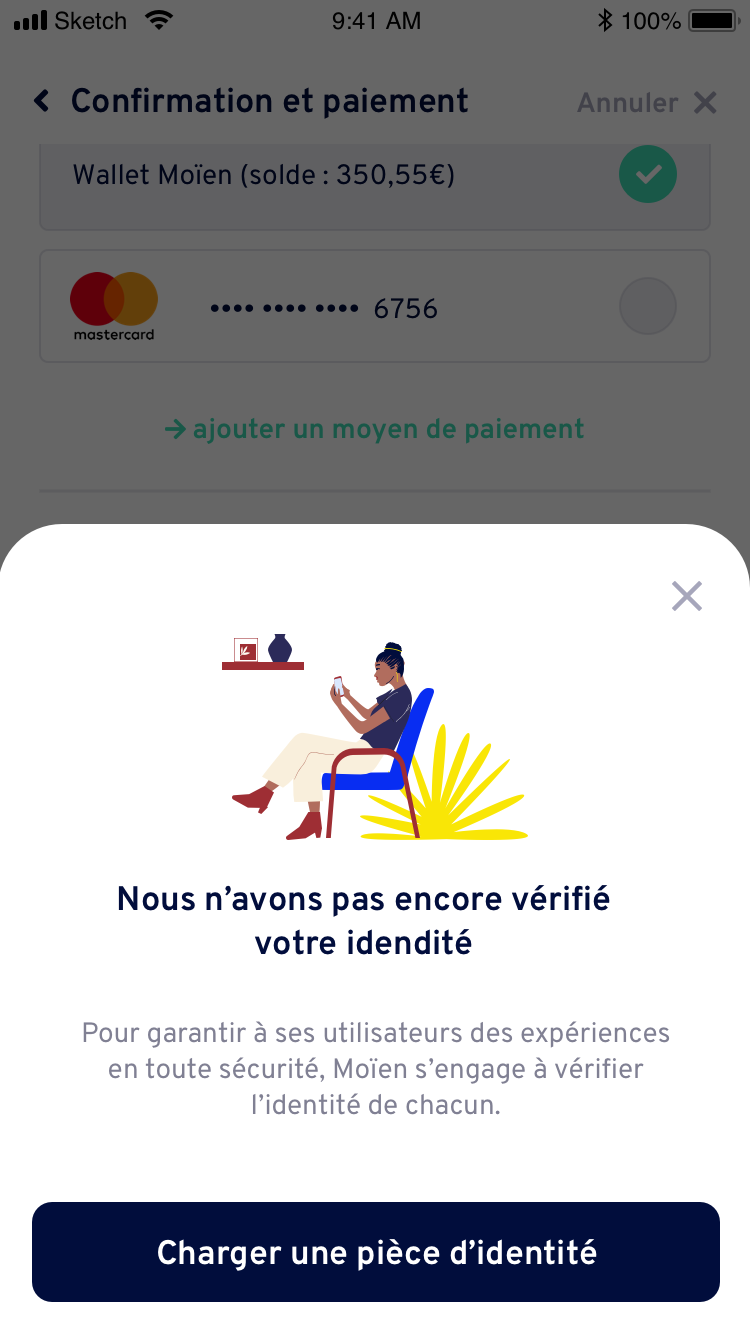 Sketch 9:41 AM 100%
Confirmation et paiement Annuler
Wallet Moïen (solde : 350,55€)
•••• •••• •••• 6756
mastercard
→ ajouter un moyen de paiement
Nous n’avons pas encore vérifié
votre idendité
Pour garantir à ses utilisateurs des expériences
en toute sécurité, Moïen s’engage à vérifier
l’identité de chacun.
Charger une pièce d’identité